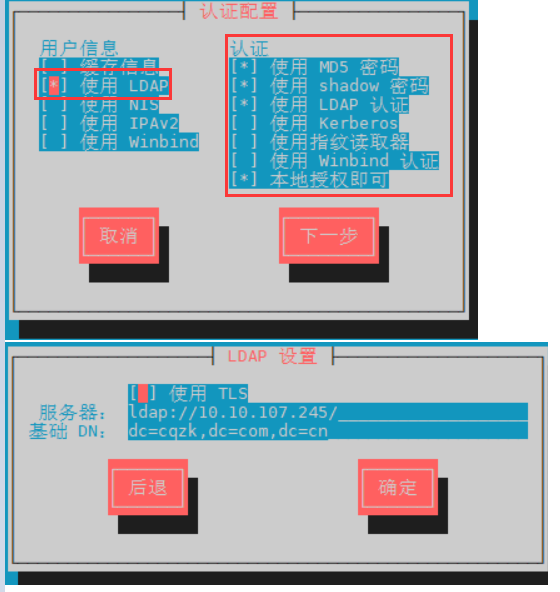 认证配置
用户信息
[ ] 缓存信息
[*] 使用 LDAP
[ ] 使用 NIS
[ ] 使用 IPAv2
[ ] 使用 Winbind
认证
[*] 使用 MD5 密码
[*] 使用 shadow 密码
[*] 使用 LDAP 认证
[ ] 使用 Kerberos
[ ] 使用指纹读取器
[ ] 使用 Winbind 认证
[*] 本地授权即可
取消
下一步
LDAP 设置
[ ] 使用 TLS
服务器： ldap://10.10.107.245/
基础 DN： dc=cqzk,dc=com,dc=cn
后退
确定